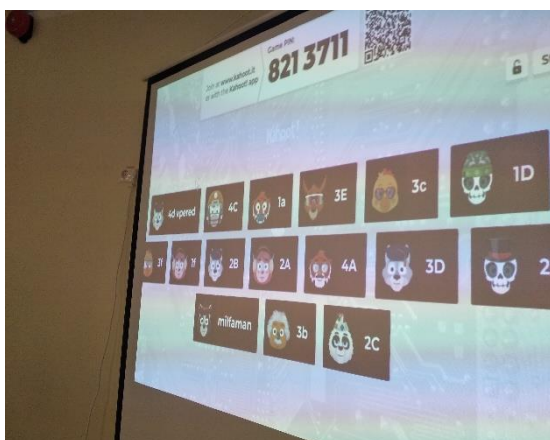 Join at www.kahoot.it
or with the Kahoot! app
Game PIN:
821 3711
Kahoot!
4d vpered
4C
1a
3E
3c
1D
2B
2A
4A
3D
milfaman
3b
2C